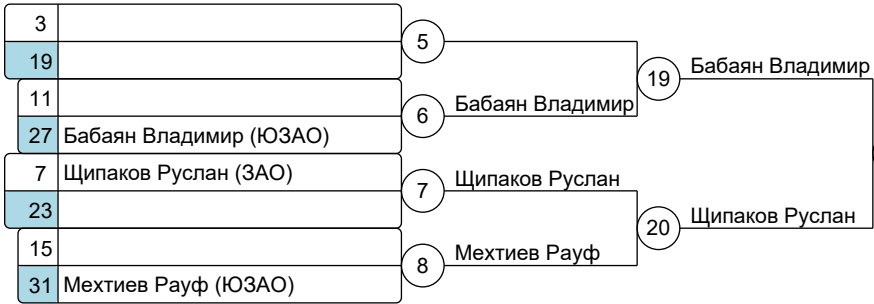 3
19
5
11
27 Бабаян Владимир (ЮЗАО)
6 Бабаян Владимир
19 Бабаян Владимир
7 Щипаков Руслан (ЗАО)
23
7 Щипаков Руслан
15
31 Мехтиев Рауф (ЮЗАО)
8 Мехтиев Рауф
20 Щипаков Руслан